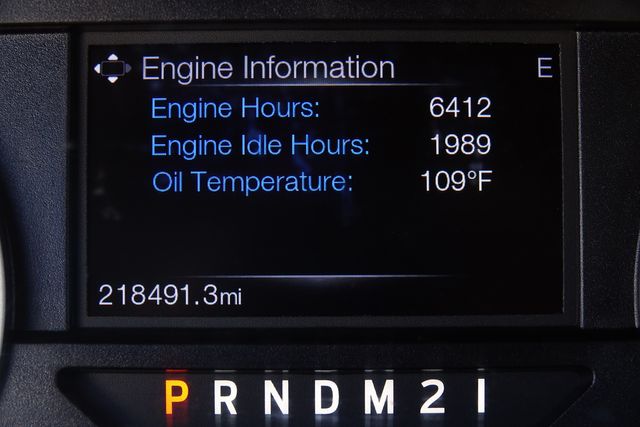 Engine Information E
Engine Hours: 6412
Engine Idle Hours: 1989
Oil Temperature: 109°F
218491.3mi
P R N D M 2 1